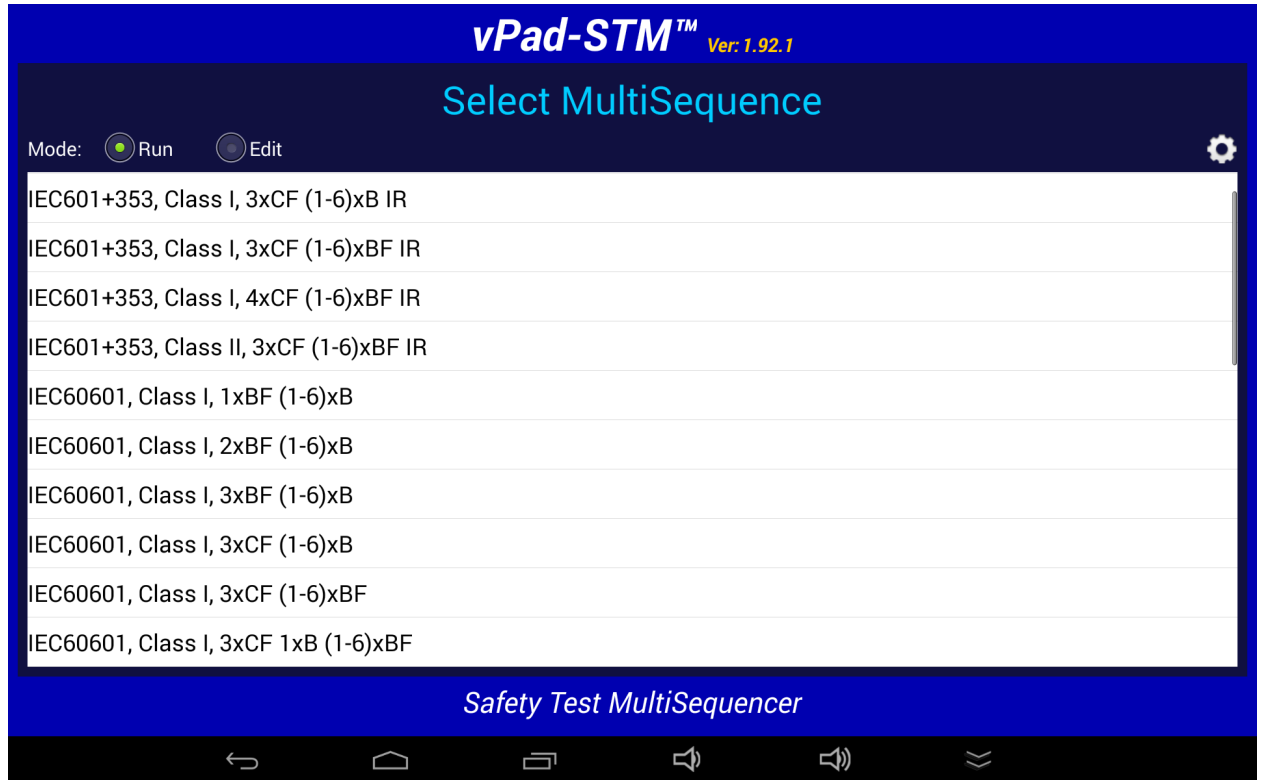 vPad-STM™ Ver: 1.92.1
Select MultiSequence
Mode: Run Edit
IEC601+353, Class I, 3xCF (1-6)xB IR
IEC601+353, Class I, 3xCF (1-6)xBF IR
IEC601+353, Class I, 4xCF (1-6)xBF IR
IEC601+353, Class II, 3xCF (1-6)xBF IR
IEC60601, Class I, 1xBF (1-6)xB
IEC60601, Class I, 2xBF (1-6)xB
IEC60601, Class I, 3xBF (1-6)xB
IEC60601, Class I, 3xCF (1-6)xB
IEC60601, Class I, 3xCF (1-6)xBF
IEC60601, Class I, 3xCF 1xB (1-6)xBF
Safety Test MultiSequencer